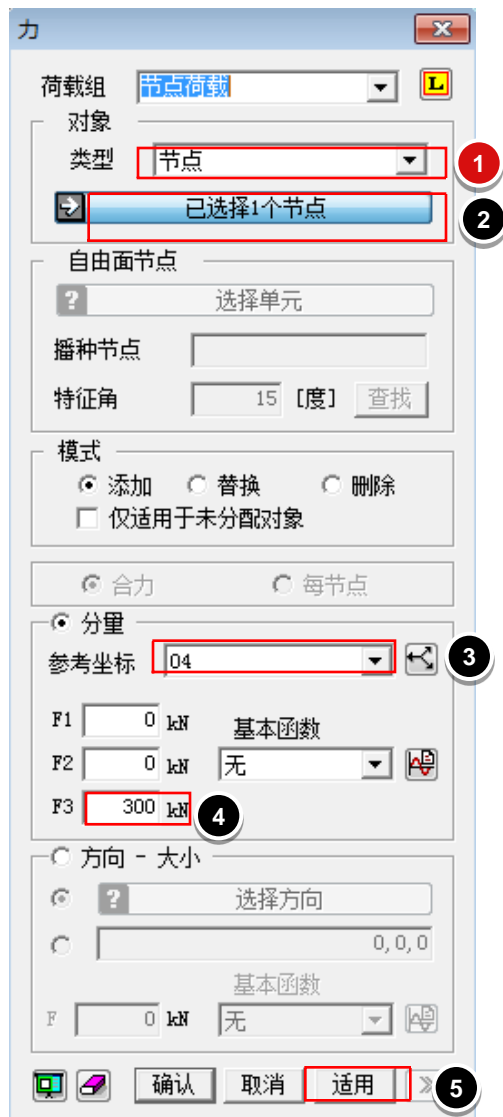 力
荷载组 节点荷载 L
对象
类型 节点 1
已选择1个节点 2
自由面节点
? 选择单元
播种节点
特征角 15 [度] 查找
模式
添加 替换 删除
仅适用于未分配对象
合力 每节点
分量
参考坐标 04 3
F1 0 kN 基本函数
F2 0 kN 无
F3 300 kN 4
方向 - 大小
? 选择方向
0,0,0
基本函数
F 0 kN 无
确认 取消 适用 » 5